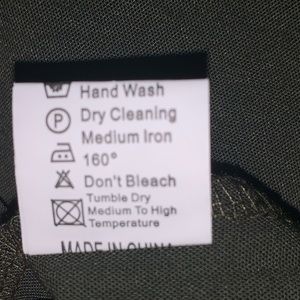 Hand Wash
P
Dry Cleaning
Medium Iron
160°
Don't Bleach
Tumble Dry
Medium To High
Temperature
MADE IN CHINA